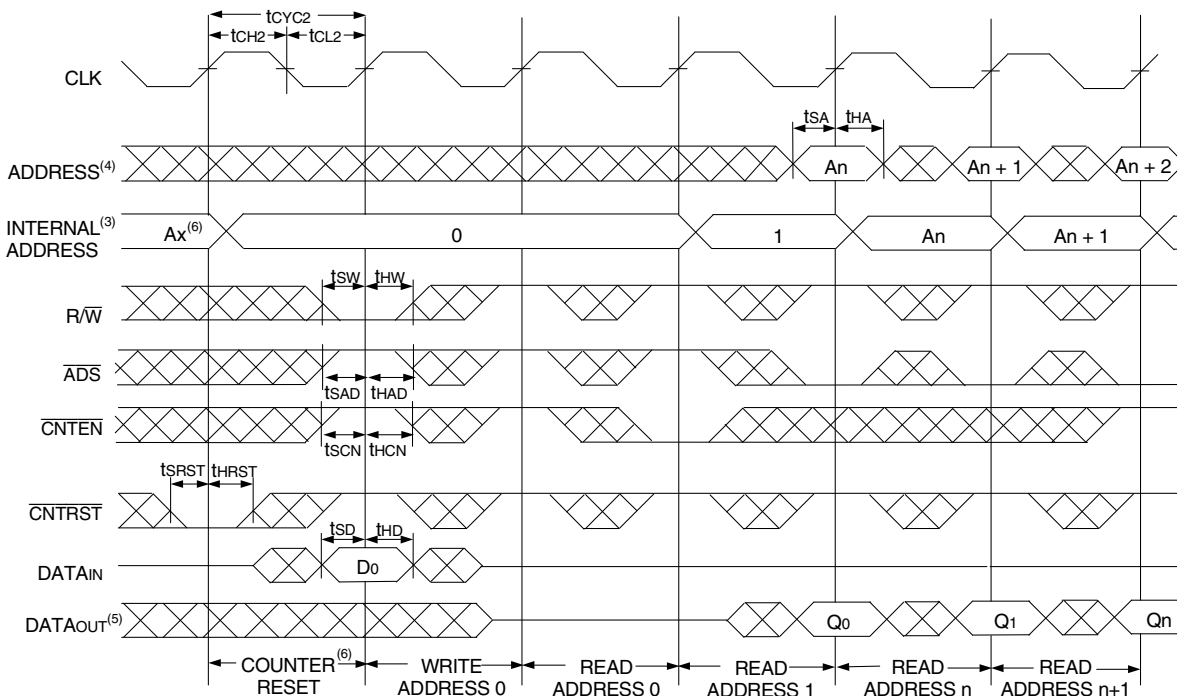 tCYC2
tCH2 tCL2
CLK
tSA tHA
ADDRESS(4) An An + 1 An + 2
INTERNAL(3) ADDRESS Ax(6) 0 1 An An + 1
tSW tHW
R/W̅
A̅D̅S̅
tSAD tHAD
C̅N̅T̅E̅N̅
tSCN tHCN
tSRST tHRST
C̅N̅T̅R̅S̅T̅
tSD tHD
DATAIN D0
DATAOUT(5) Q0 Q1 Qn
COUNTER(6) WRITE READ READ READ READ
RESET ADDRESS 0 ADDRESS 0 ADDRESS 1 ADDRESS n ADDRESS n+1